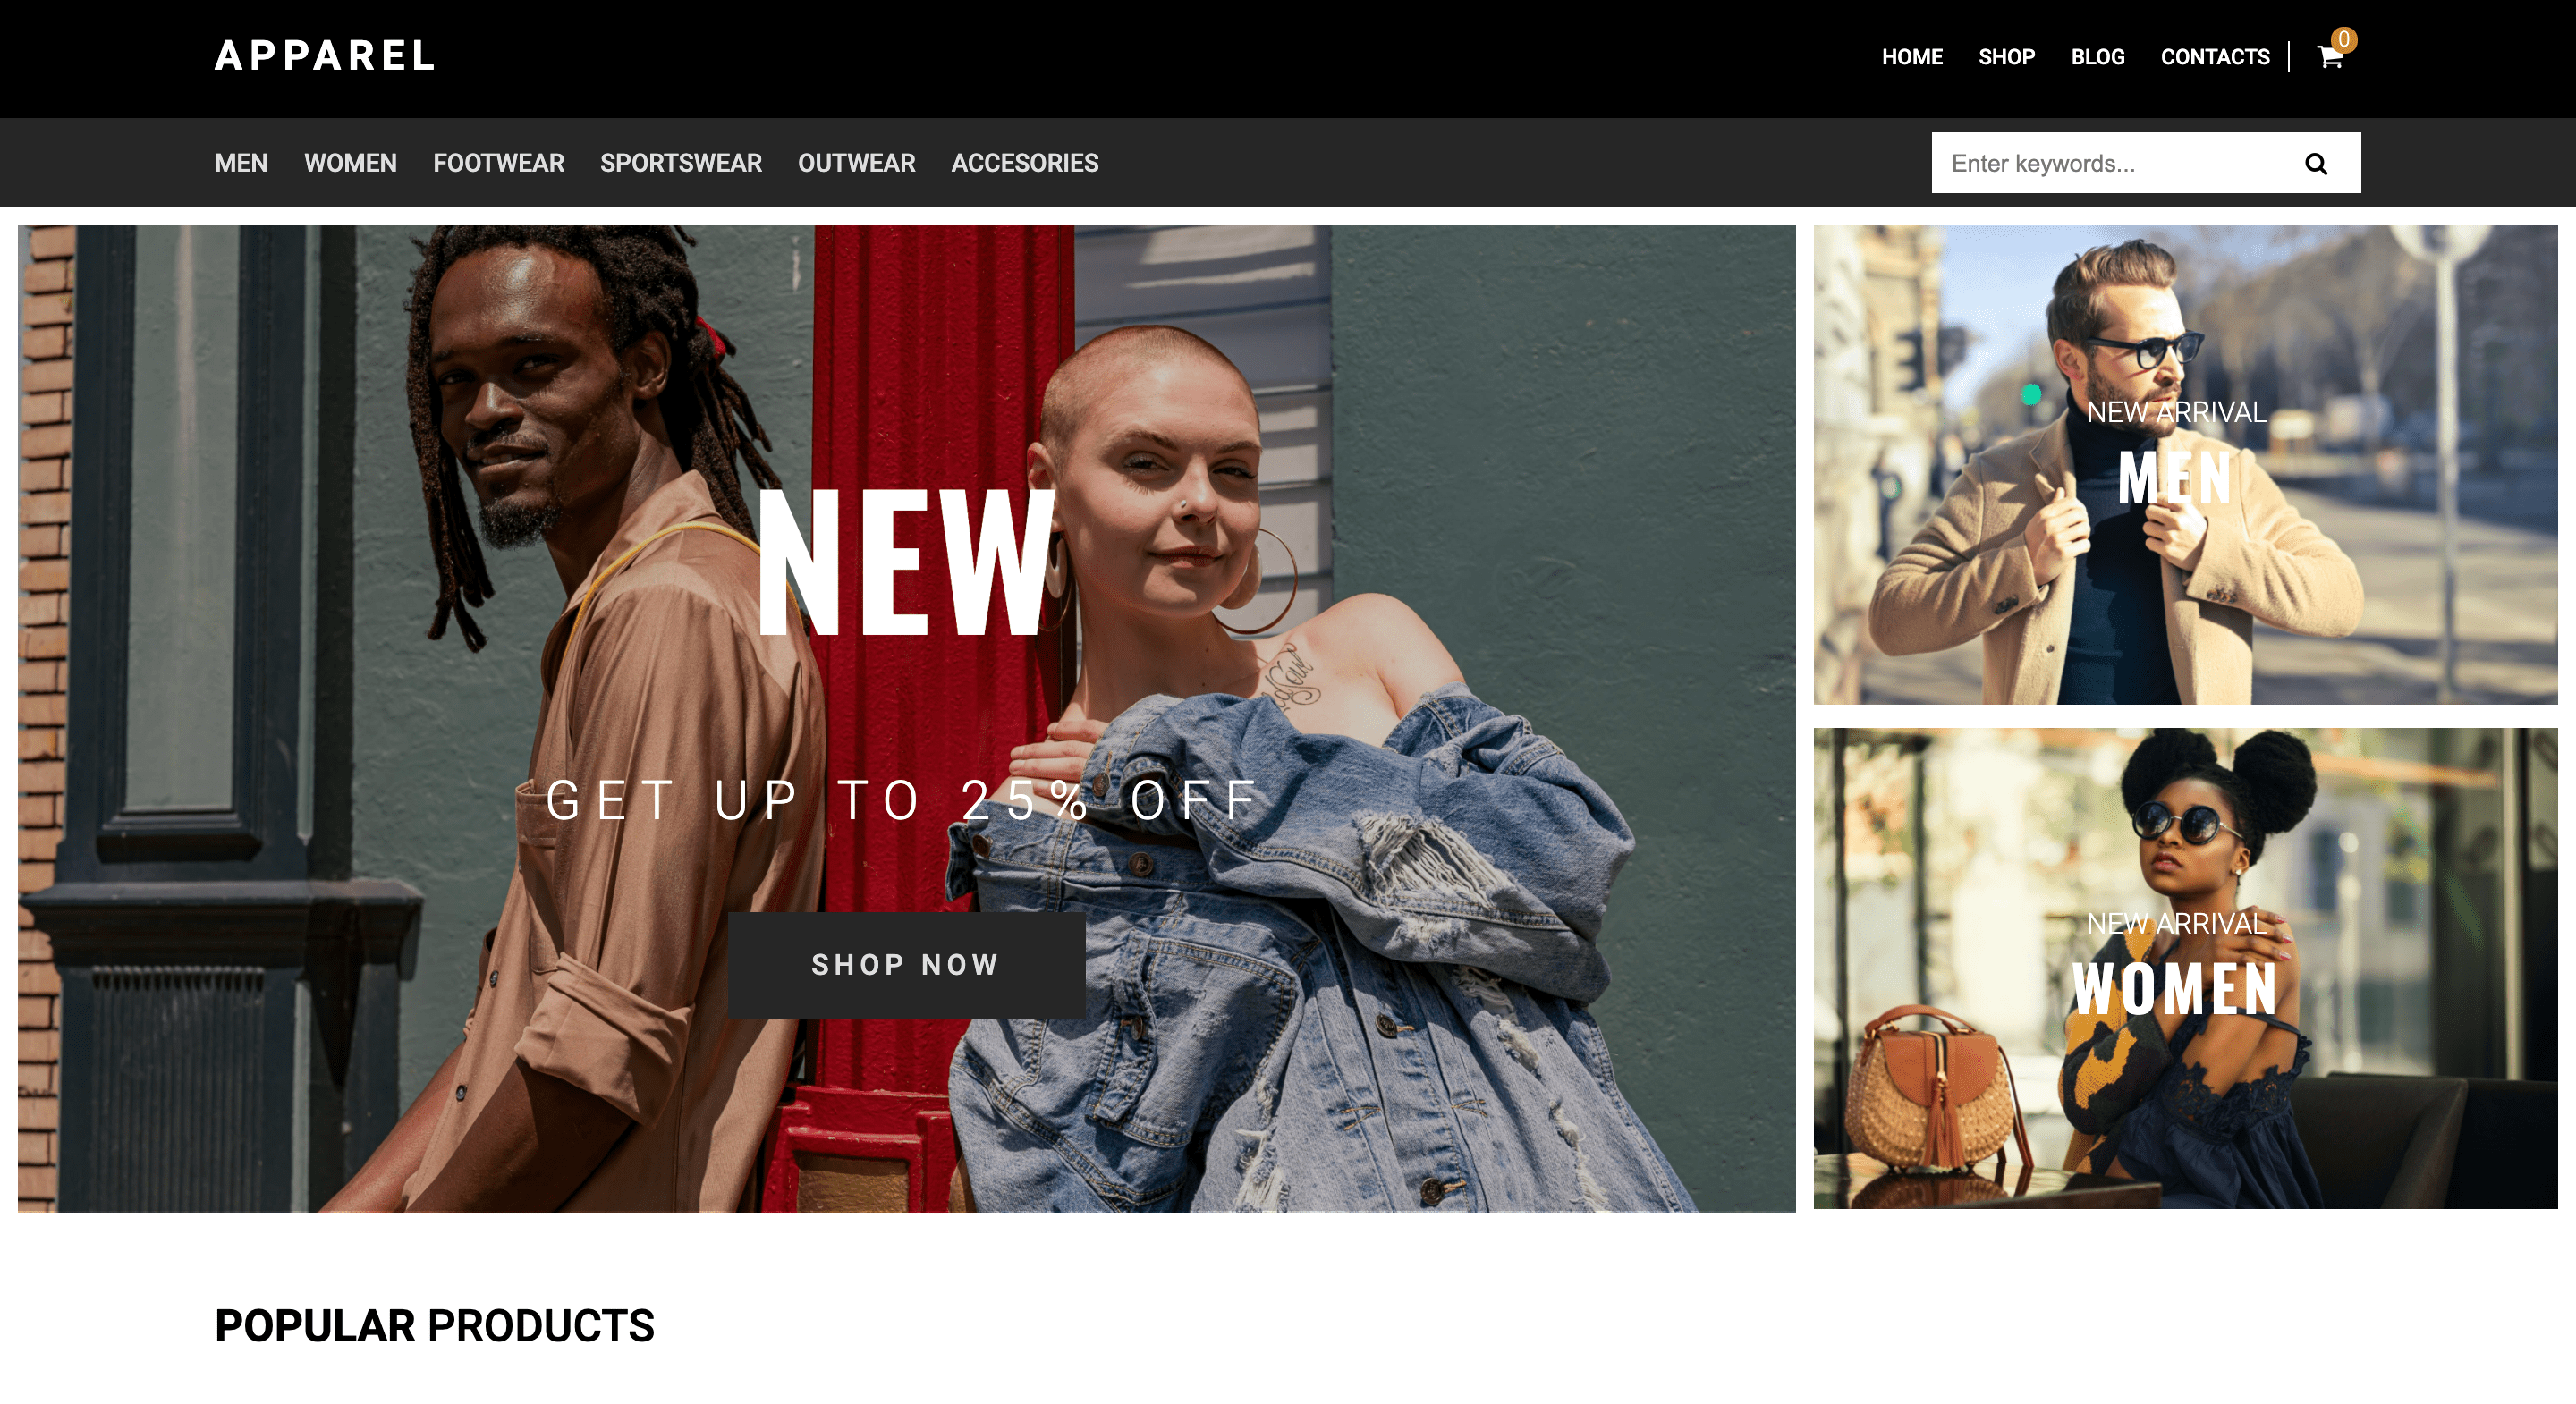 APPAREL
HOME SHOP BLOG CONTACTS 0
MEN WOMEN FOOTWEAR SPORTSWEAR OUTWEAR ACCESORIES
Enter keywords...
NEW
GET UP TO 25% OFF
SHOP NOW
NEW ARRIVAL
MEN
NEW ARRIVAL
WOMEN
POPULAR PRODUCTS